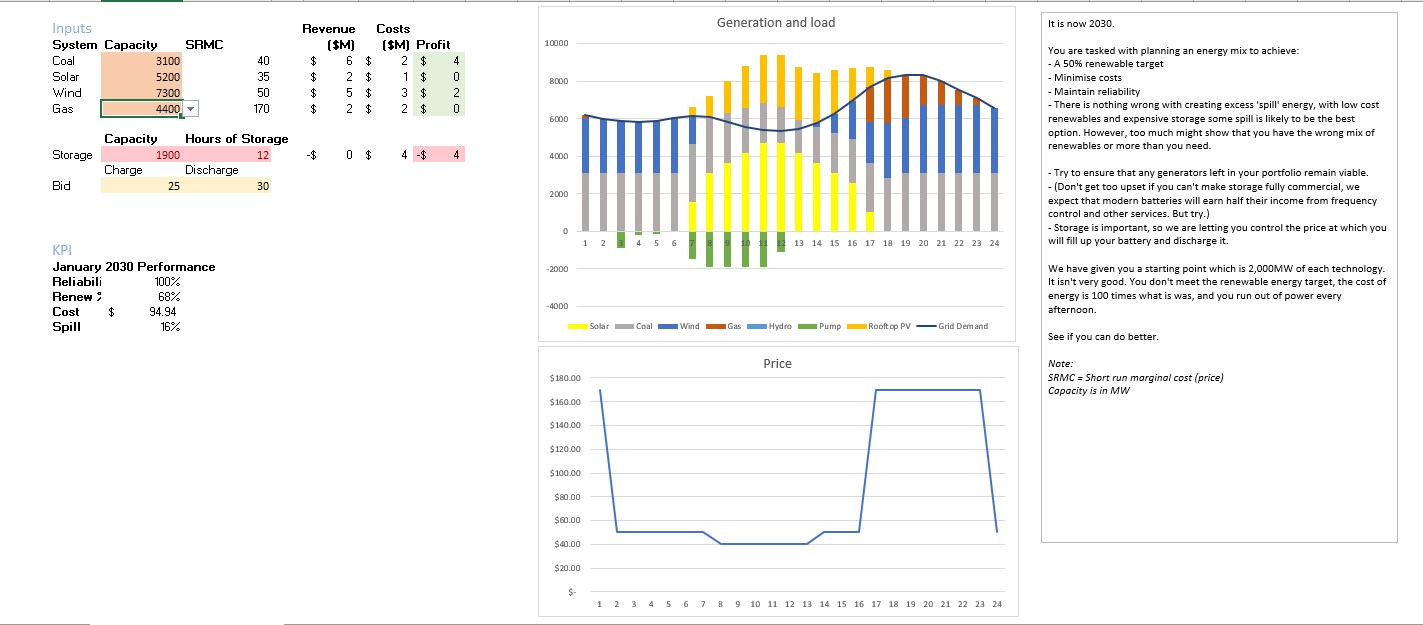 Inputs
Revenue Costs
System Capacity SRMC ($M) ($M) Profit
Coal 3100 40 $ 6 $ 2 $ 4
Solar 5200 35 $ 2 $ 1 $ 0
Wind 7300 50 $ 5 $ 3 $ 2
Gas 4400 170 $ 2 $ 2 $ 0
Capacity Hours of Storage
Storage 1900 12 -$ 0 $ 4 -$ 4
Charge Discharge
Bid 25 30
KPI
January 2030 Performance
Reliabili 100%
Renew % 68%
Cost $ 94.94
Spill 16%
Generation and load
10000
8000
6000
4000
2000
0
1 2 3 4 5 6 7 8 9 10 11 12 13 14 15 16 17 18 19 20 21 22 23 24
-2000
-4000
Solar Coal Wind Gas Hydro Pump Rooftop PV Grid Demand
Price
$180.00
$160.00
$140.00
$120.00
$100.00
$80.00
$60.00
$40.00
$20.00
$-
1 2 3 4 5 6 7 8 9 10 11 12 13 14 15 16 17 18 19 20 21 22 23 24
It is now 2030.
You are tasked with planning an energy mix to achieve:
- A 50% renewable target
- Minimise costs
- Maintain reliability
- There is nothing wrong with creating excess 'spill' energy, with low cost
renewables and expensive storage some spill is likely to be the best
option. However, too much might show that you have the wrong mix of
renewables or more than you need.
- Try to ensure that any generators left in your portfolio remain viable.
- (Don't get too upset if you can't make storage fully commercial, we
expect that modern batteries will earn half their income from frequency
control and other services. But try.)
- Storage is important, so we are letting you control the price at which you
will fill up your battery and discharge it.
We have given you a starting point which is 2,000MW of each technology.
It isn't very good. You don't meet the renewable energy target, the cost of
energy is 100 times what is was, and you run out of power every
afternoon.
See if you can do better.
Note:
SRMC = Short run marginal cost (price)
Capacity is in MW